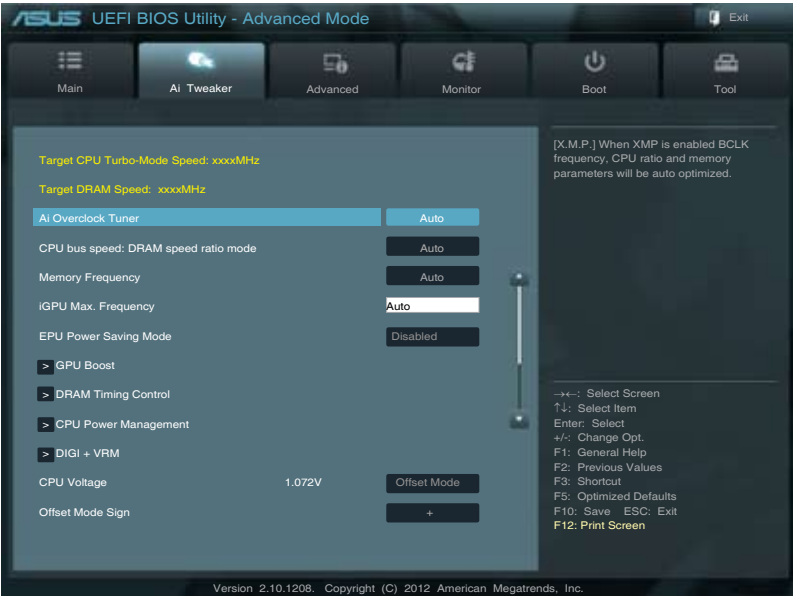 ASUS UEFI BIOS Utility - Advanced Mode
Exit
Main
Ai Tweaker
Advanced
Monitor
Boot
Tool
Target CPU Turbo-Mode Speed: xxxxMHz
Target DRAM Speed: xxxxMHz
Ai Overclock Tuner Auto
CPU bus speed: DRAM speed ratio mode Auto
Memory Frequency Auto
iGPU Max. Frequency Auto
EPU Power Saving Mode Disabled
> GPU Boost
> DRAM Timing Control
> CPU Power Management
> DIGI + VRM
CPU Voltage 1.072V Offset Mode
Offset Mode Sign +
[X.M.P.] When XMP is enabled BCLK
frequency, CPU ratio and memory
parameters will be auto optimized.
→←: Select Screen
↑↓: Select Item
Enter: Select
+/-: Change Opt.
F1: General Help
F2: Previous Values
F3: Shortcut
F5: Optimized Defaults
F10: Save ESC: Exit
F12: Print Screen
Version 2.10.1208. Copyright (C) 2012 American Megatrends, Inc.